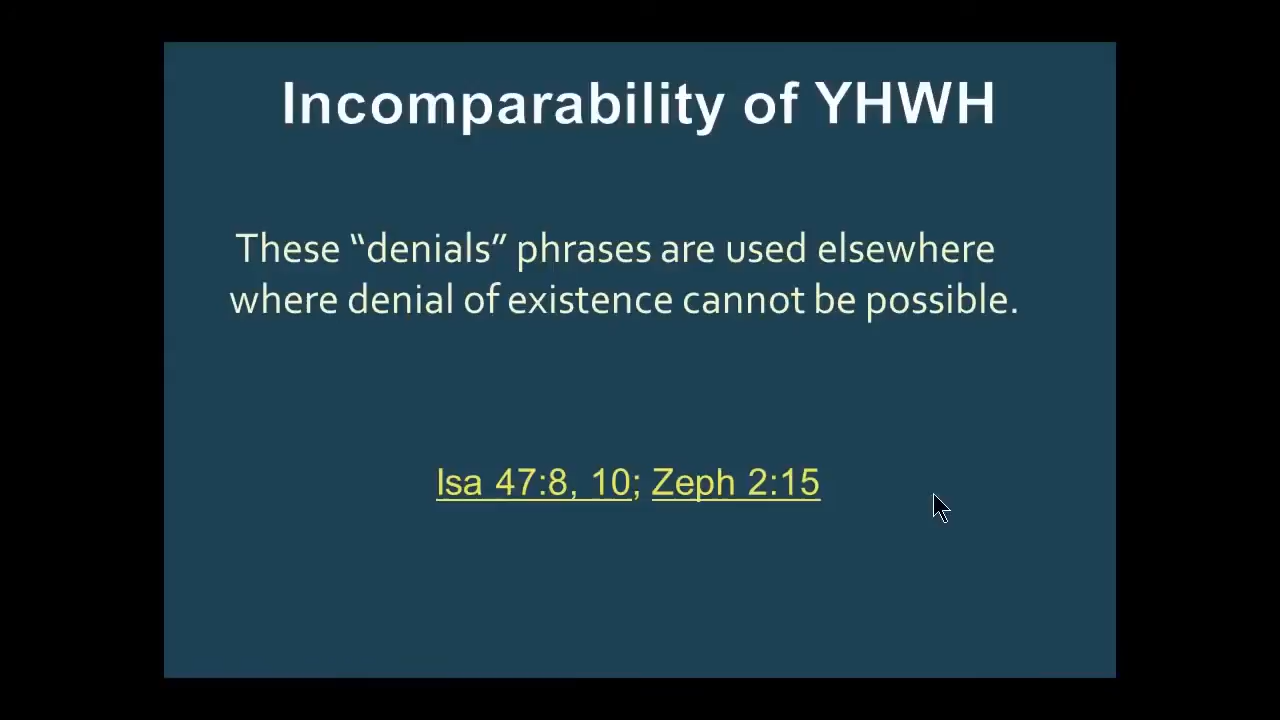 Incomparability of YHWH
These “denials” phrases are used elsewhere
where denial of existence cannot be possible.
Isa 47:8, 10; Zeph 2:15